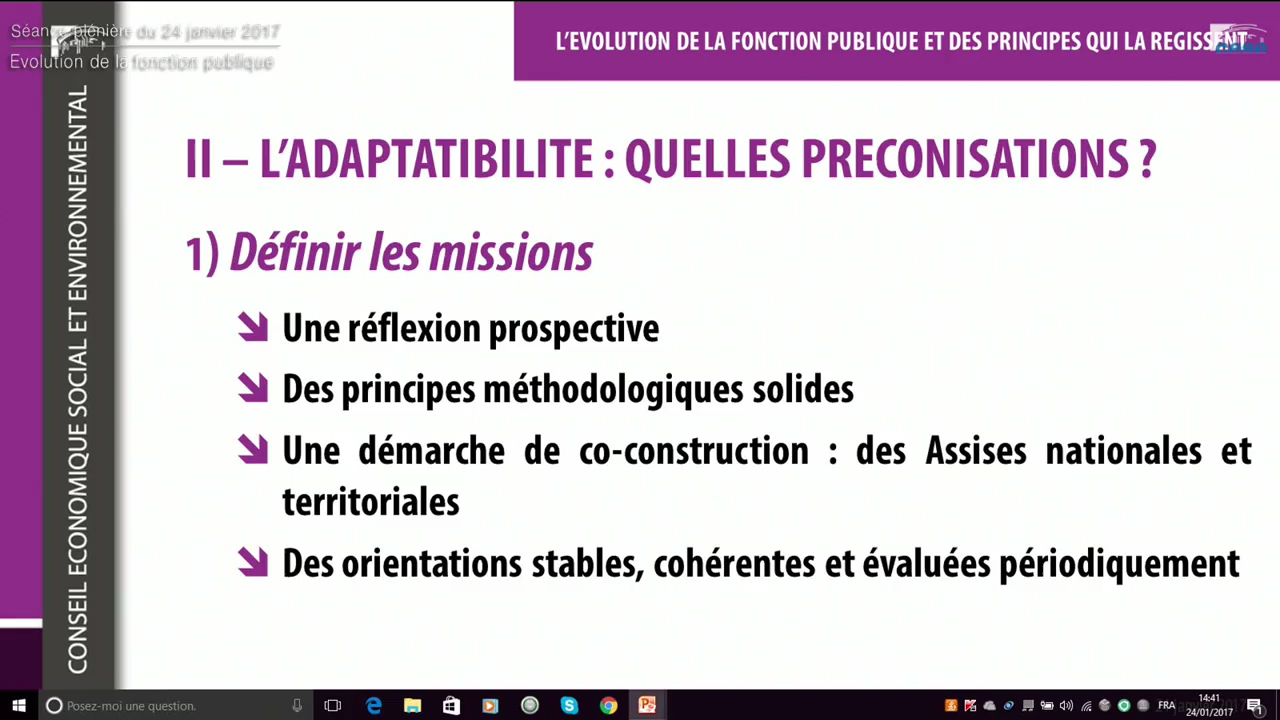 Séance plénière du 24 janvier 2017
Evolution de la fonction publique
L'EVOLUTION DE LA FONCTION PUBLIQUE ET DES PRINCIPES QUI LA REGISSENT
CONSEIL ECONOMIQUE SOCIAL ET ENVIRONNEMENTAL
II – L'ADAPTATIBILITE : QUELLES PRECONISATIONS ?
1) Définir les missions
Une réflexion prospective
Des principes méthodologiques solides
Une démarche de co-construction : des Assises nationales et
territoriales
Des orientations stables, cohérentes et évaluées périodiquement
Posez-moi une question.
FRA
14:41
24/01/2017
1